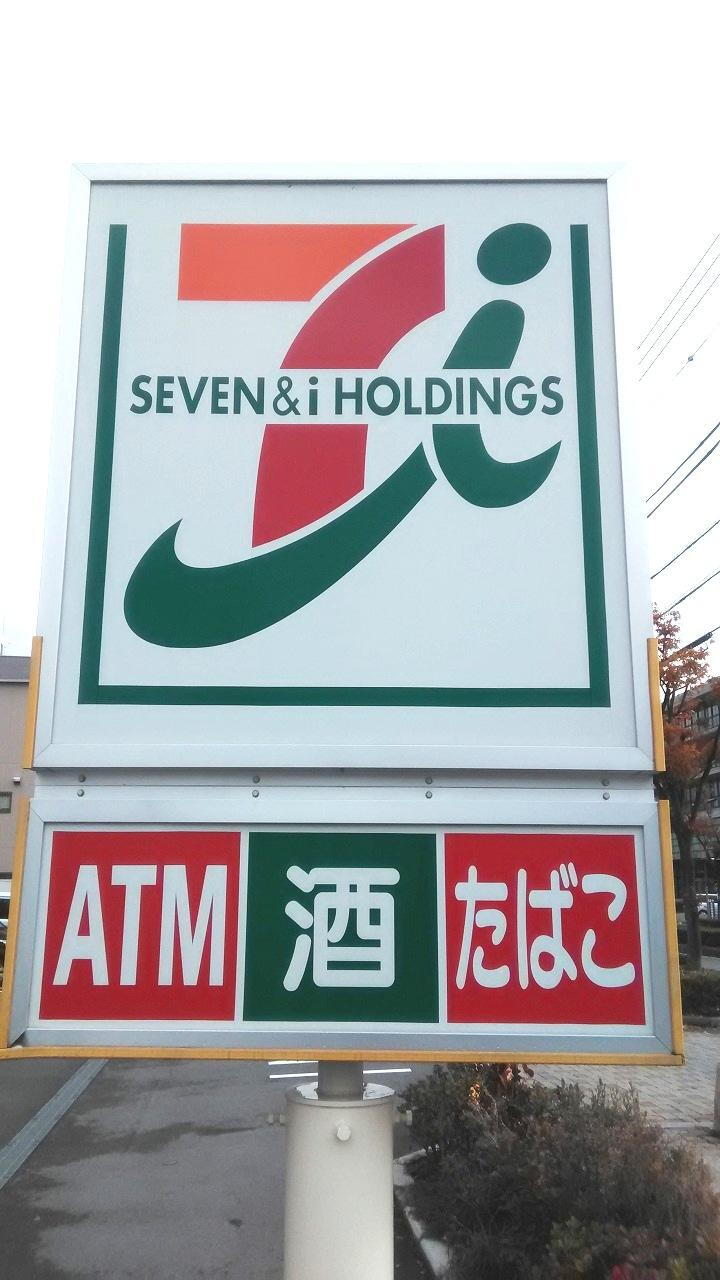 SEVEN&i HOLDINGS
ATM 酒 たばこ